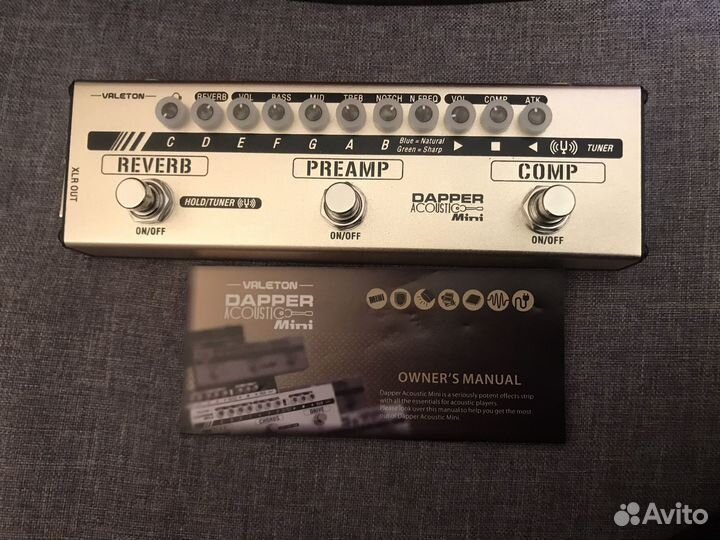 VALETON
REVERB VOL BASS MID TREB NOTCH N.FREQ VOL COMP ATK
C D E F G A B Blue = Natural
Green = Sharp
TUNER
REVERB PREAMP COMP
XLR OUT
HOLD/TUNER
DAPPER
ACOUSTIC
Mini
ON/OFF ON/OFF ON/OFF
VALETON
DAPPER
ACOUSTIC
Mini
MINI
OWNER'S MANUAL
Dapper Acoustic Mini is a seriously potent effects strip
with all the essentials for acoustic players.
Please look over this manual to help you get the most
out of Dapper Acoustic Mini.
CHORUS
DRIVE
Avito